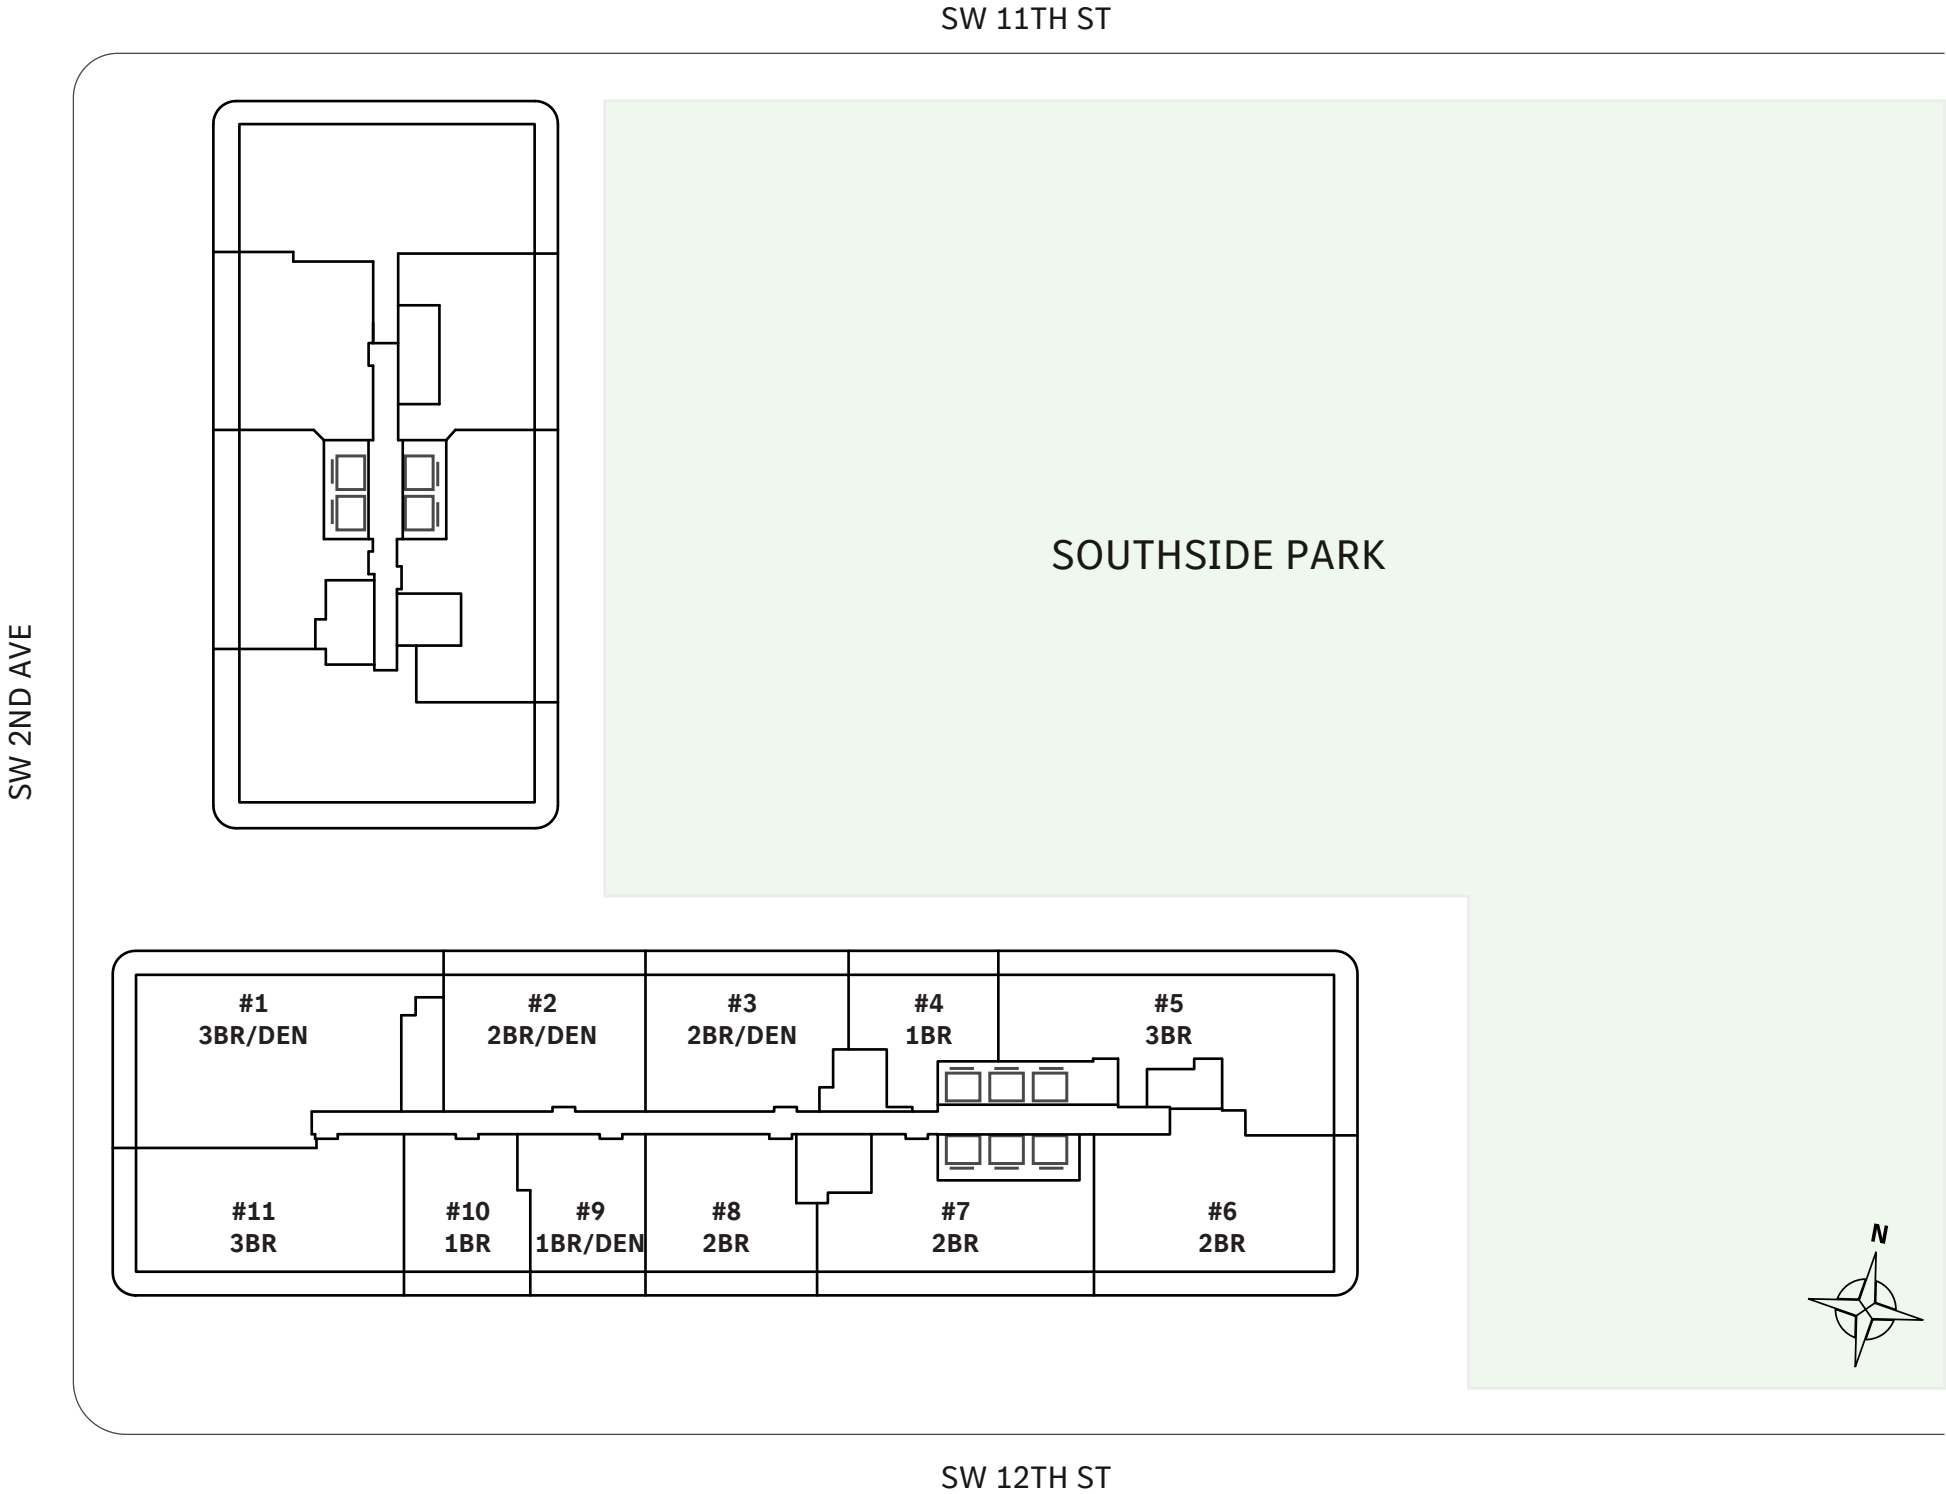 SW 11TH ST
SOUTHSIDE PARK
SW 2ND AVE
#1
3BR/DEN
#2
2BR/DEN
#3
2BR/DEN
#4
1BR
#5
3BR
#11
3BR
#10
1BR
#9
1BR/DEN
#8
2BR
#7
2BR
#6
2BR
N
SW 12TH ST